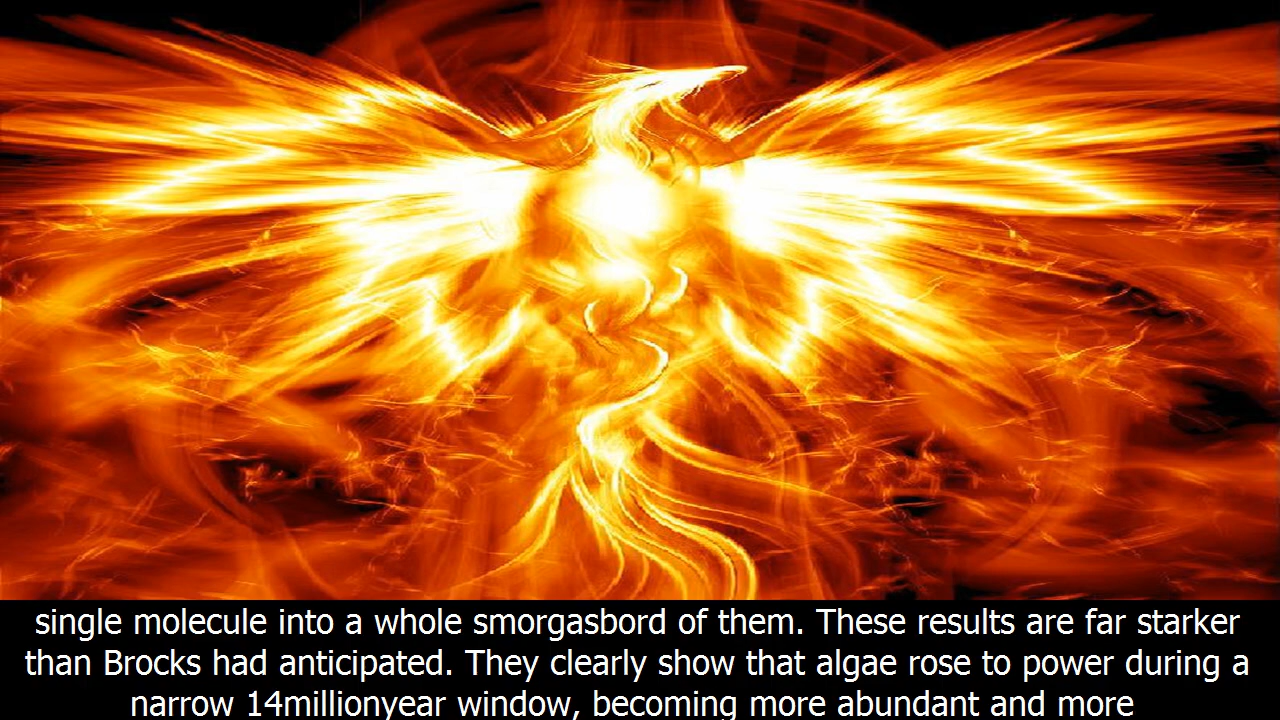 single molecule into a whole smorgasbord of them. These results are far starker
than Brocks had anticipated. They clearly show that algae rose to power during a
narrow 14millionyear window, becoming more abundant and more